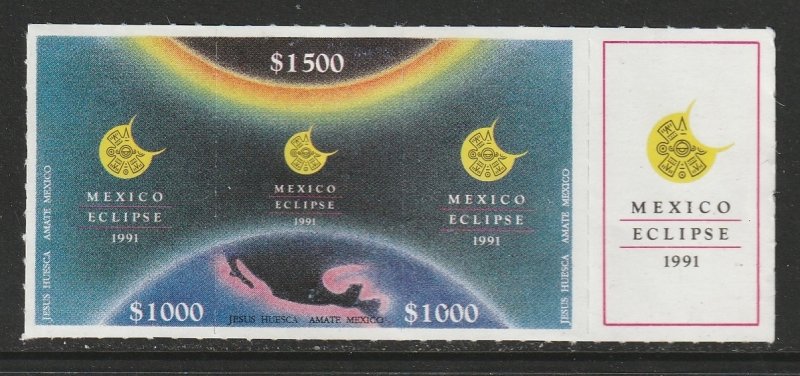 $1500
MEXICO
ECLIPSE
1991
MEXICO
ECLIPSE
1991
MEXICO
ECLIPSE
1991
JESUS HUESCA AMATE MEXICO
$1000
JESUS HUESCA AMATE MEXICO
$1000
JESUS HUESCA AMATE MEXICO
MEXICO
ECLIPSE
1991